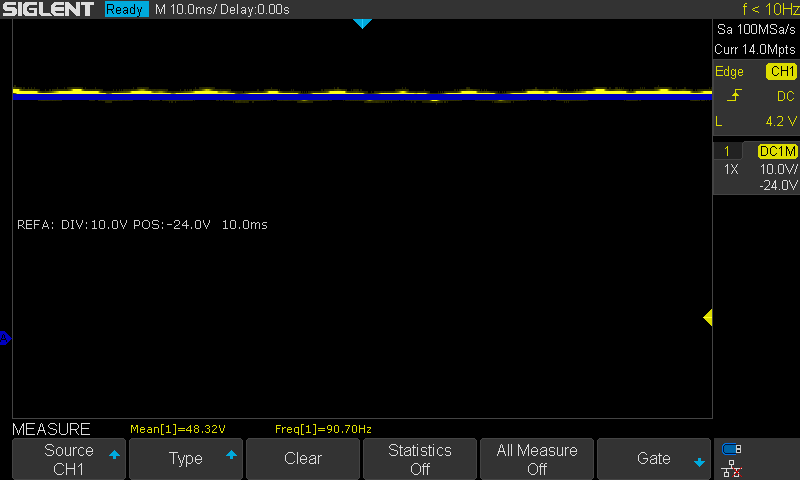 SIGLENT Ready M 10.0ms/ Delay:0.00s f < 10Hz
Sa 100MSa/s
Curr 14.0Mpts
Edge CH1
DC
L 4.2 V
1 DC1M
1X 10.0V/
-24.0V
REFA: DIV:10.0V POS:-24.0V 10.0ms
MEASURE Mean[1]=48.32V Freq[1]=90.70Hz
Source
CH1
Type
Clear
Statistics
Off
All Measure
Off
Gate